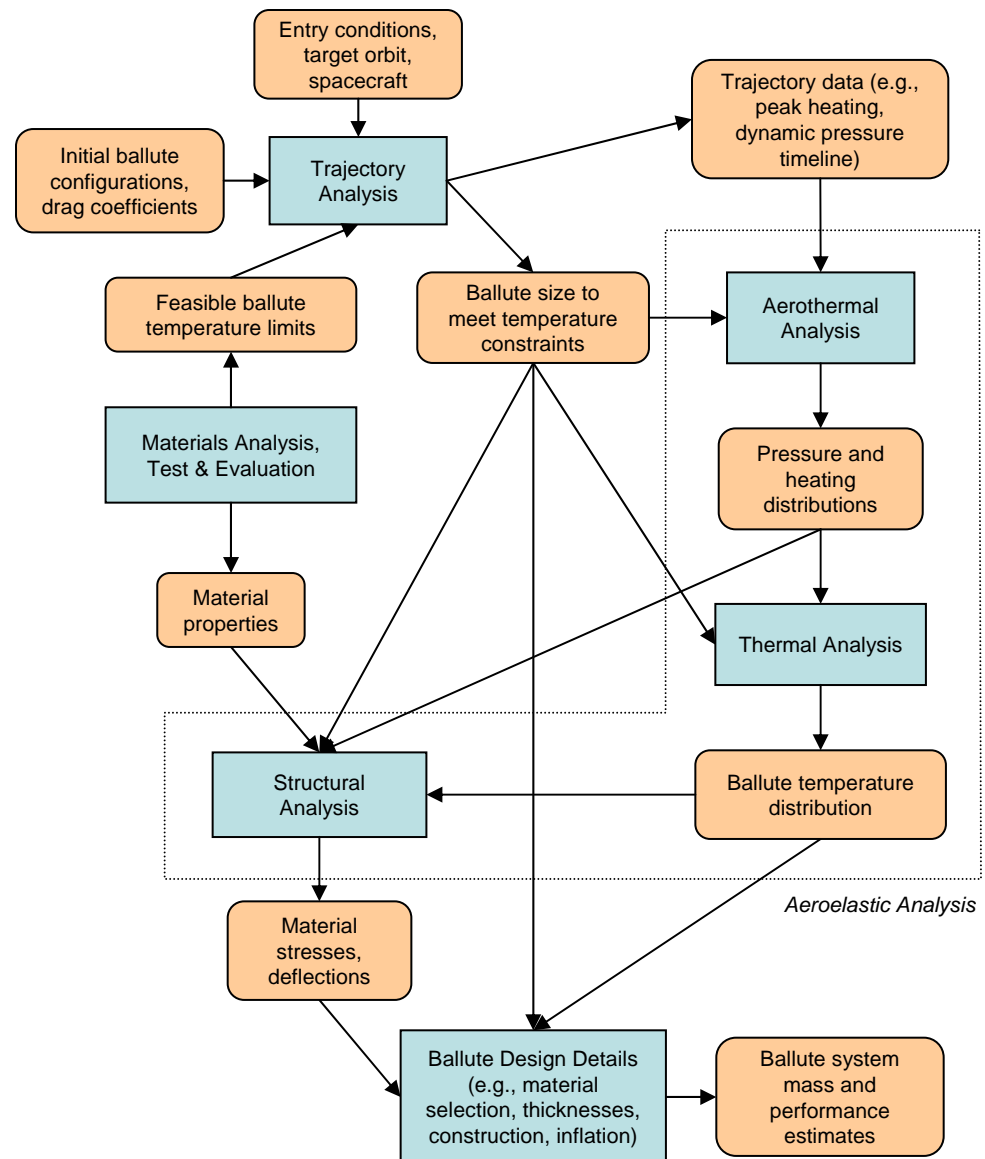 Entry conditions,
target orbit,
spacecraft
Trajectory data (e.g.,
peak heating,
dynamic pressure
timeline)
Initial ballute
configurations,
drag coefficients
Trajectory
Analysis
Feasible ballute
temperature limits
Ballute size to
meet temperature
constraints
Aerothermal
Analysis
Materials Analysis,
Test & Evaluation
Pressure and
heating
distributions
Material
properties
Thermal Analysis
Structural
Analysis
Ballute temperature
distribution
Aeroelastic Analysis
Material
stresses,
deflections
Ballute Design Details
(e.g., material
selection, thicknesses,
construction, inflation)
Ballute system
mass and
performance
estimates